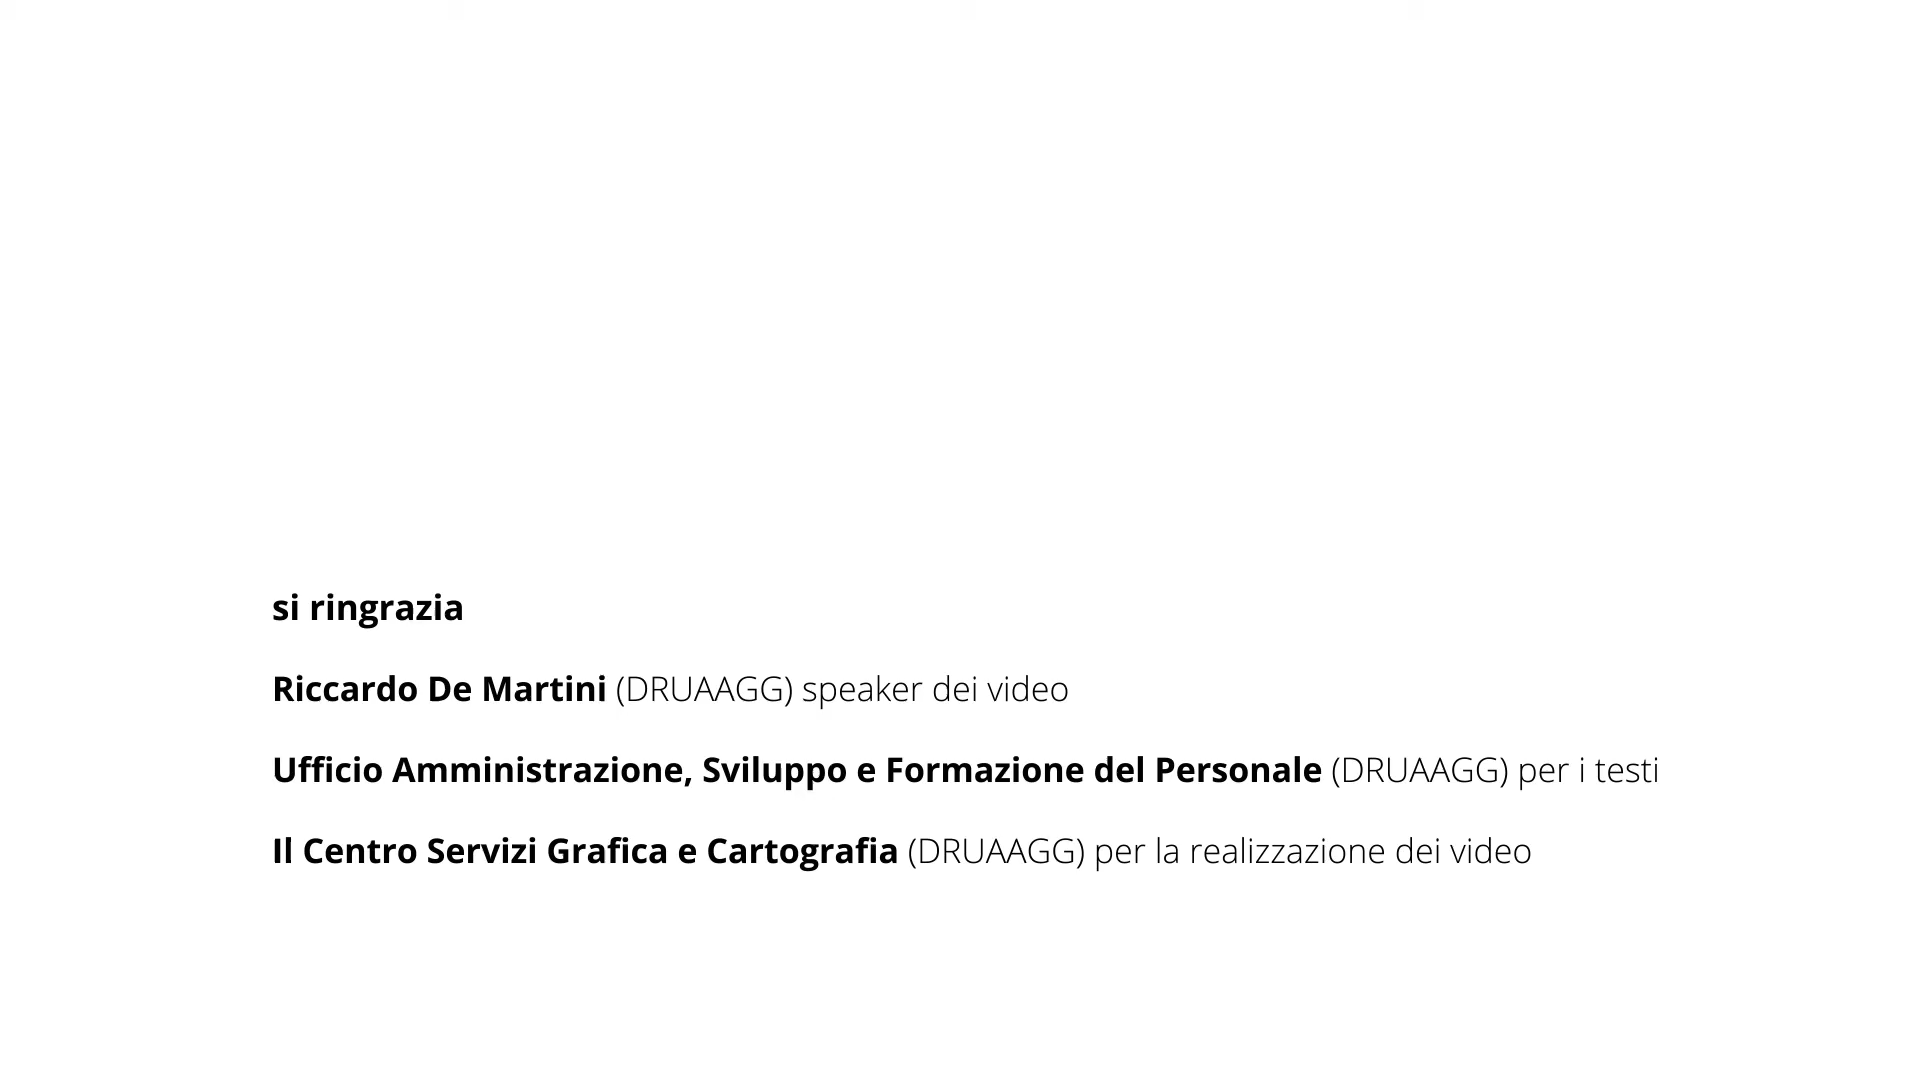 si ringrazia
Riccardo De Martini (DRUAAGG) speaker dei video
Ufficio Amministrazione, Sviluppo e Formazione del Personale (DRUAAGG) per i testi
Il Centro Servizi Grafica e Cartografia (DRUAAGG) per la realizzazione dei video